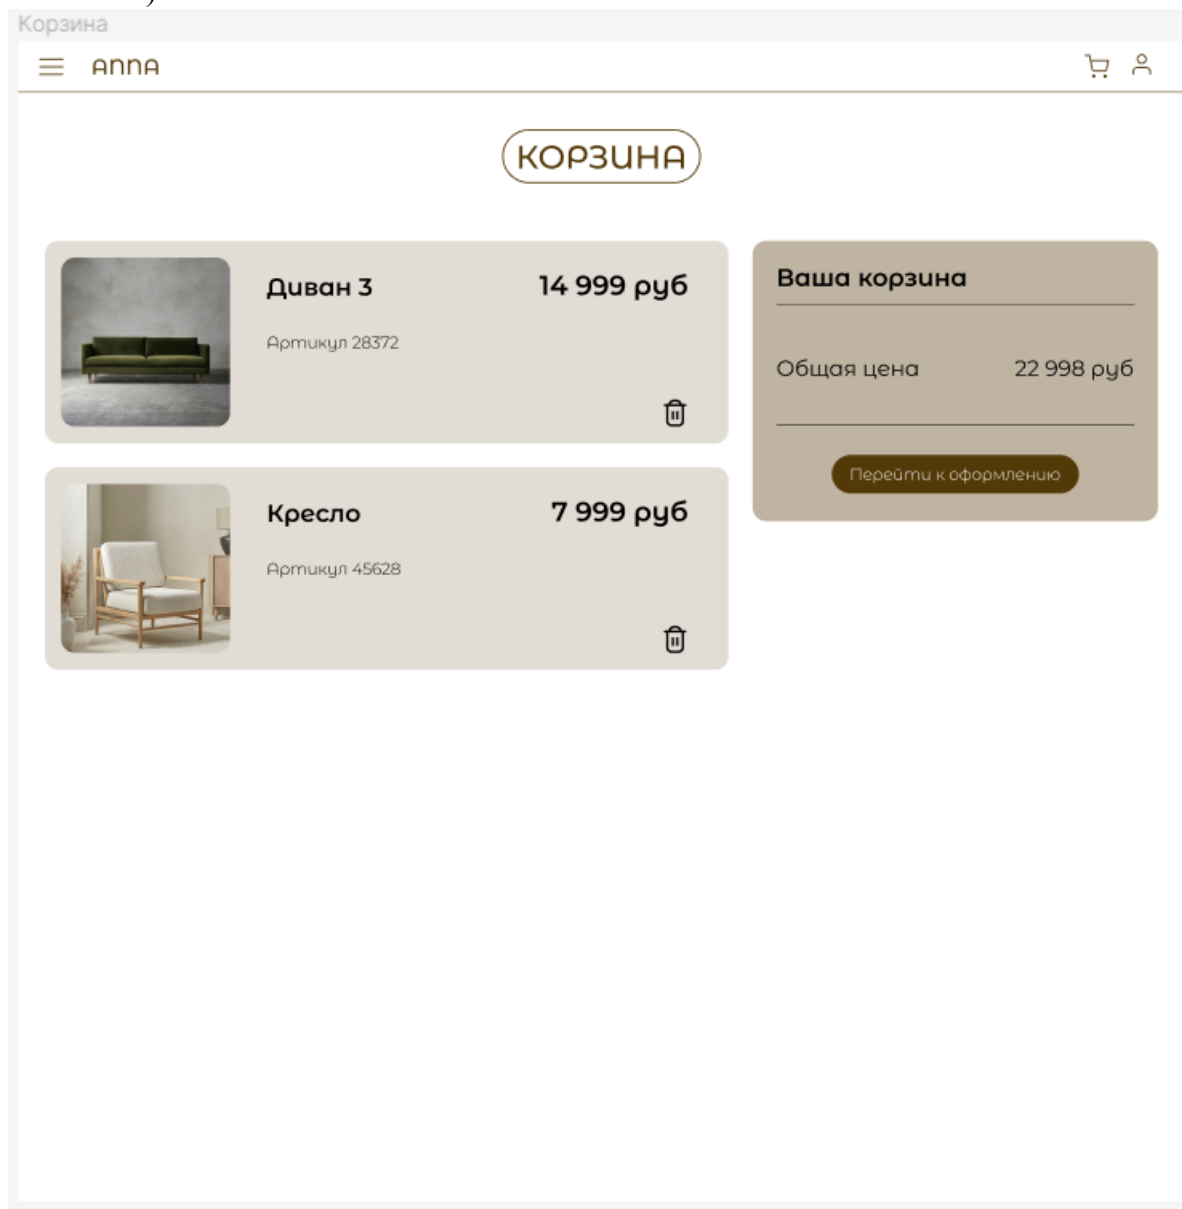 Корзина
АППА
КОРЗИНА
Диван 3
14 999 руб
Артикул 28372
Кресло
7 999 руб
Артикул 45628
Ваша корзина
Общая цена
22 998 руб
Перейти к оформлению